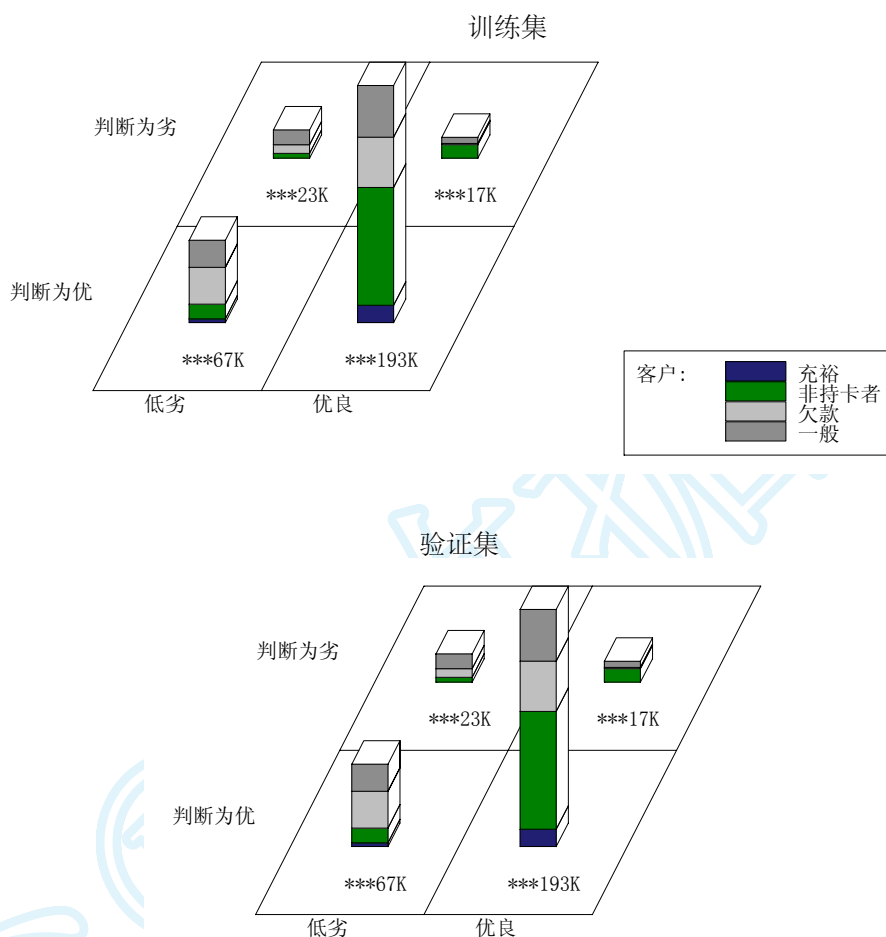 训练集
判断为劣
***23K
***17K
判断为优
***67K
***193K
低劣
优良
客户:
充裕
非持卡者
欠款
一般
验证集
判断为劣
***23K
***17K
判断为优
***67K
***193K
低劣
优良